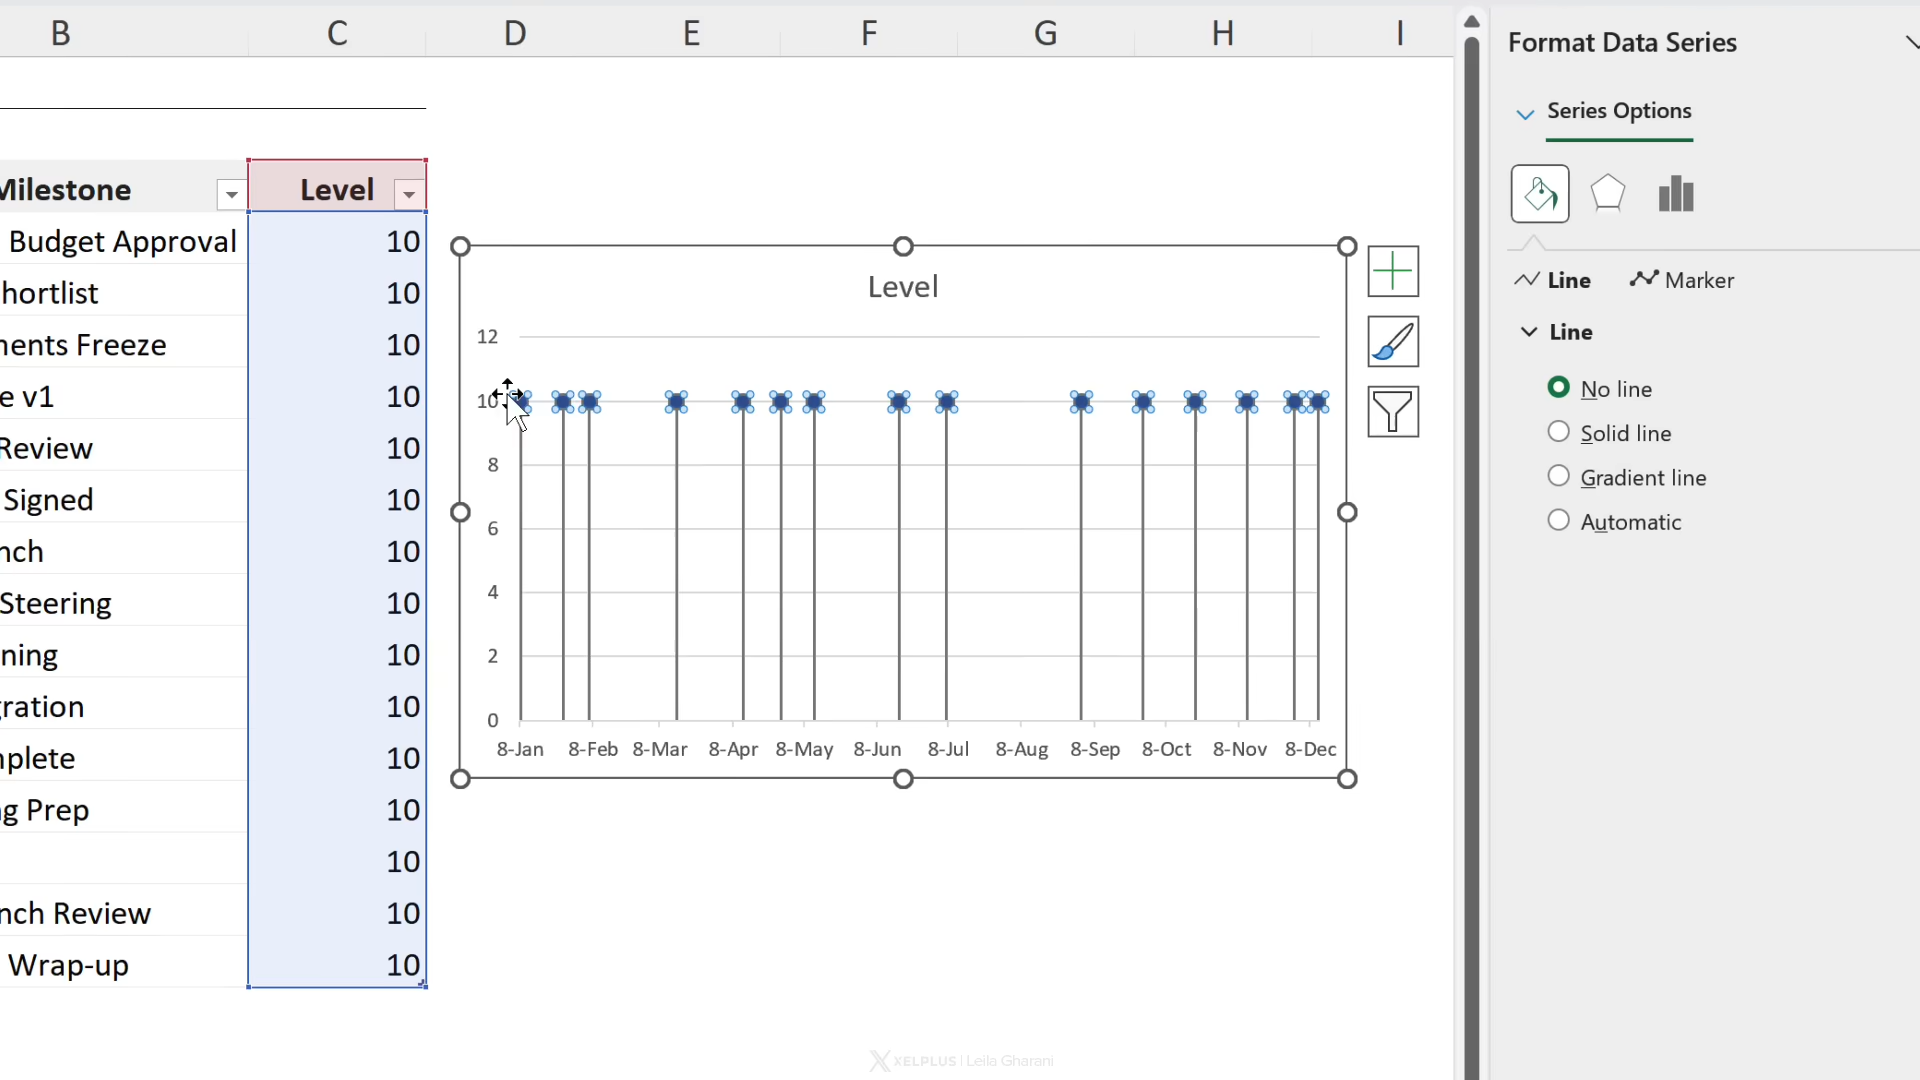 B C D E F G H I
Milestone Level
Budget Approval 10
hortlist 10
ents Freeze 10
e v1 10
Review 10
Signed 10
nch 10
Steering 10
ning 10
gration 10
plete 10
g Prep 10
10
nch Review 10
Wrap-up 10
Level
12
10
8
6
4
2
0
8-Jan 8-Feb 8-Mar 8-Apr 8-May 8-Jun 8-Jul 8-Aug 8-Sep 8-Oct 8-Nov 8-Dec
Format Data Series
Series Options
Line Marker
Line
No line
Solid line
Gradient line
Automatic
XELPLUS | Leila Gharani